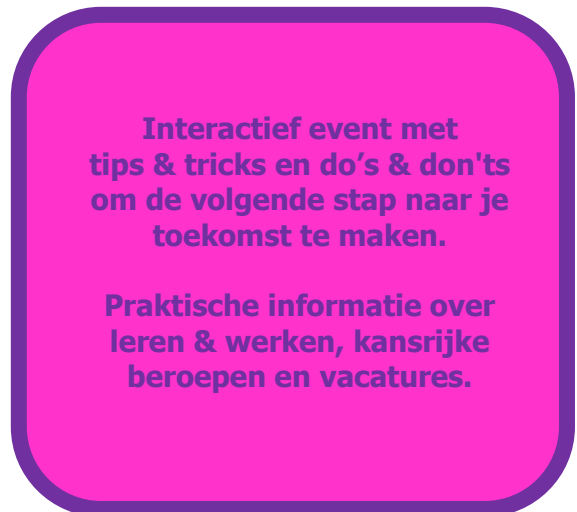 Interactief event met
tips & tricks en do’s & don'ts
om de volgende stap naar je
toekomst te maken.
Praktische informatie over
leren & werken, kansrijke
beroepen en vacatures.